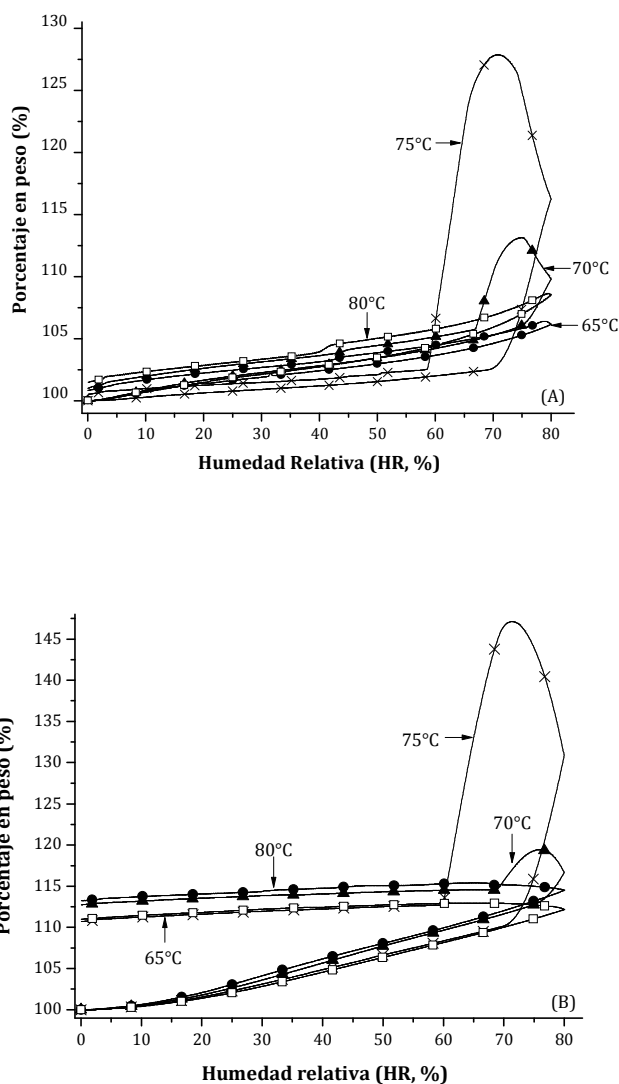 130
125
120
115
110
105
100
Porcentaje en peso (%)
75°C
70°C
80°C
65°C
(A)
0 10 20 30 40 50 60 70 80
Humedad Relativa (HR, %)
145
140
135
130
125
120
115
110
105
100
Porcentaje en peso (%)
75°C
70°C
80°C
65°C
(B)
0 10 20 30 40 50 60 70 80
Humedad relativa (HR, %)